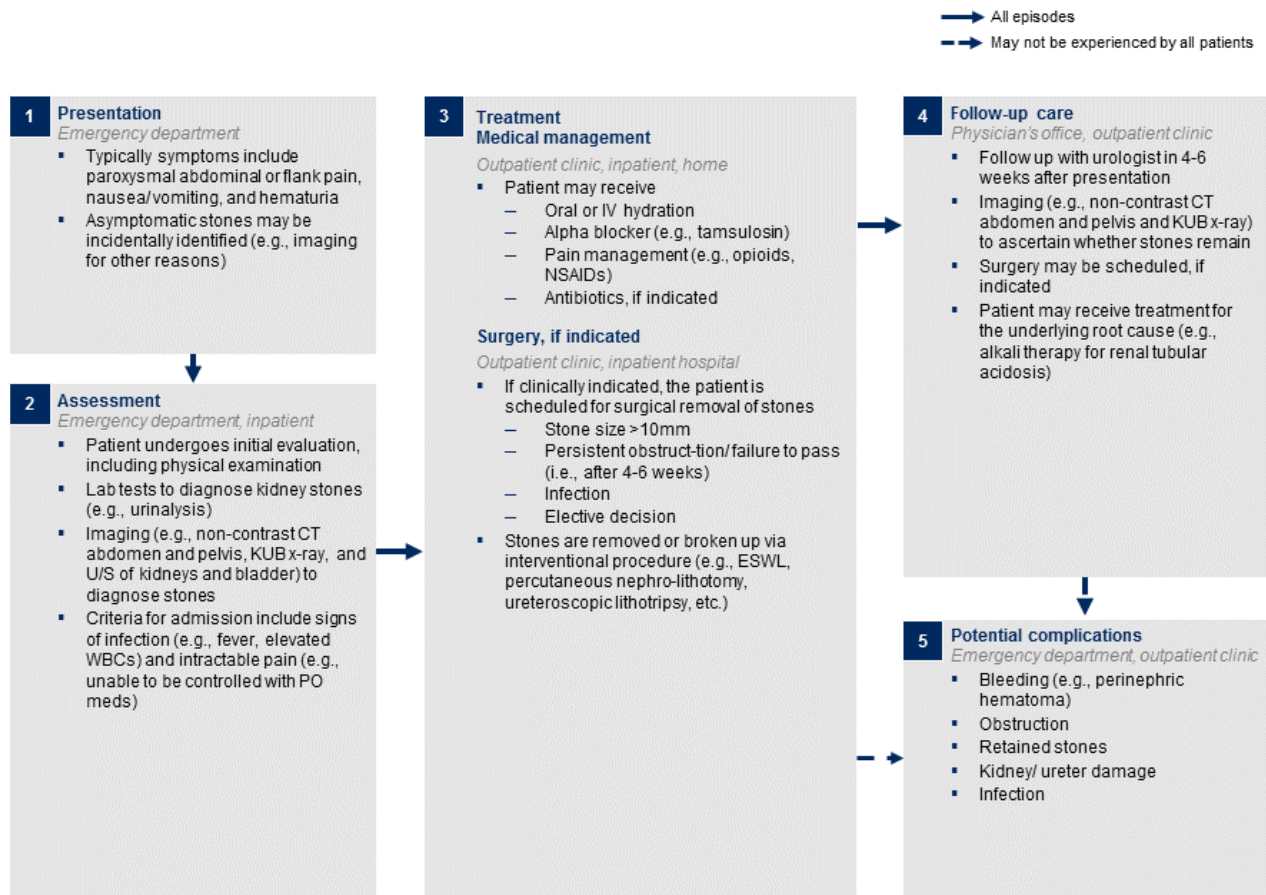 All episodes
May not be experienced by all patients
1
Presentation
Emergency department
▪ Typically symptoms include
paroxysmal abdominal or flank pain,
nausea/vomiting, and hematuria
▪ Asymptomatic stones may be
incidentally identified (e.g., imaging
for other reasons)
2
Assessment
Emergency department, inpatient
▪ Patient undergoes initial evaluation,
including physical examination
▪ Lab tests to diagnose kidney stones
(e.g., urinalysis)
▪ Imaging (e.g., non-contrast CT
abdomen and pelvis, KUB x-ray, and
U/S of kidneys and bladder) to
diagnose stones
▪ Criteria for admission include signs
of infection (e.g., fever, elevated
WBCs) and intractable pain (e.g.,
unable to be controlled with PO
meds)
3
Treatment
Medical management
Outpatient clinic, inpatient, home
▪ Patient may receive
– Oral or IV hydration
– Alpha blocker (e.g., tamsulosin)
– Pain management (e.g., opioids,
NSAIDs)
– Antibiotics, if indicated
Surgery, if indicated
Outpatient clinic, inpatient hospital
▪ If clinically indicated, the patient is
scheduled for surgical removal of stones
– Stone size >10mm
– Persistent obstruct-tion/ failure to pass
(i.e., after 4-6 weeks)
– Infection
– Elective decision
▪ Stones are removed or broken up via
interventional procedure (e.g., ESWL,
percutaneous nephro-lithotomy,
ureteroscopic lithotripsy, etc.)
4
Follow-up care
Physician's office, outpatient clinic
▪ Follow up with urologist in 4-6
weeks after presentation
▪ Imaging (e.g., non-contrast CT
abdomen and pelvis and KUB x-ray)
to ascertain whether stones remain
▪ Surgery may be scheduled, if
indicated
▪ Patient may receive treatment for
the underlying root cause (e.g.,
alkali therapy for renal tubular
acidosis)
5
Potential complications
Emergency department, outpatient clinic
▪ Bleeding (e.g., perinephric
hematoma)
▪ Obstruction
▪ Retained stones
▪ Kidney/ ureter damage
▪ Infection